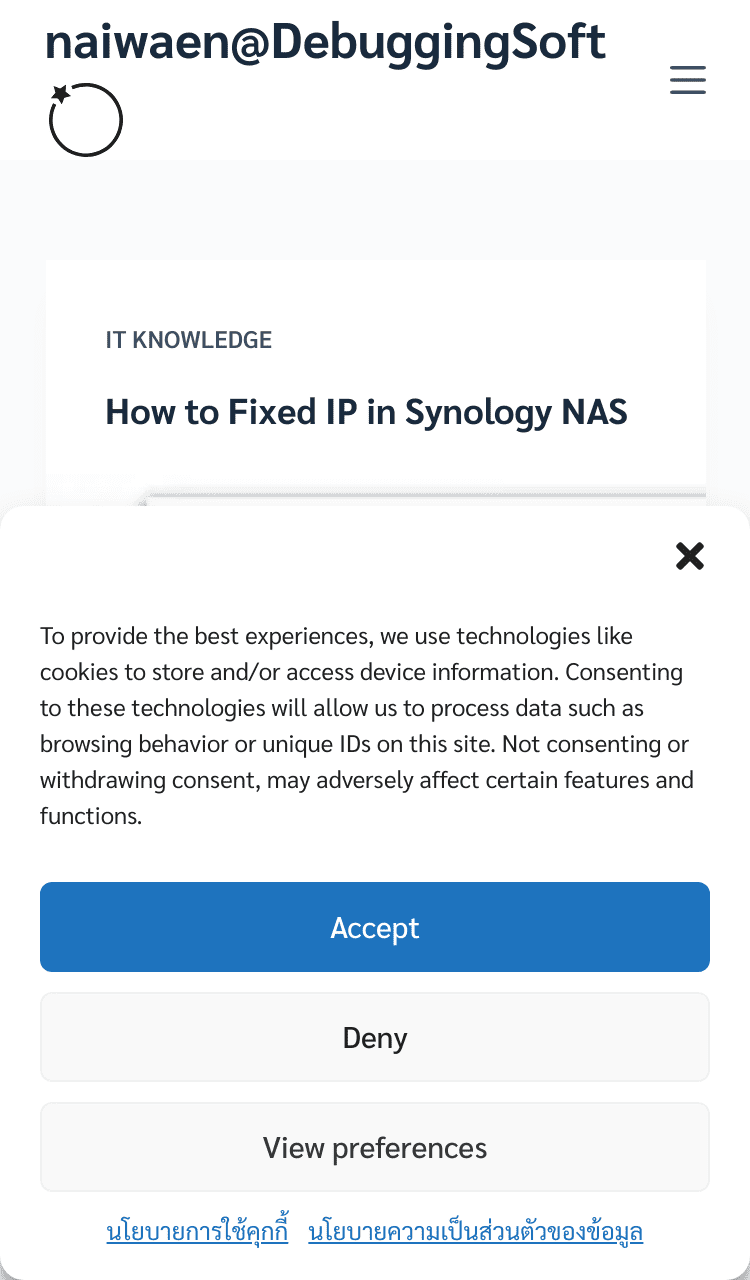 naiwaen@DebuggingSoft
IT KNOWLEDGE
How to Fixed IP in Synology NAS
To provide the best experiences, we use technologies like
cookies to store and/or access device information. Consenting
to these technologies will allow us to process data such as
browsing behavior or unique IDs on this site. Not consenting or
withdrawing consent, may adversely affect certain features and
functions.
Accept
Deny
View preferences
นโยบายการใช้คุกกี้ นโยบายความเป็นส่วนตัวของข้อมูล